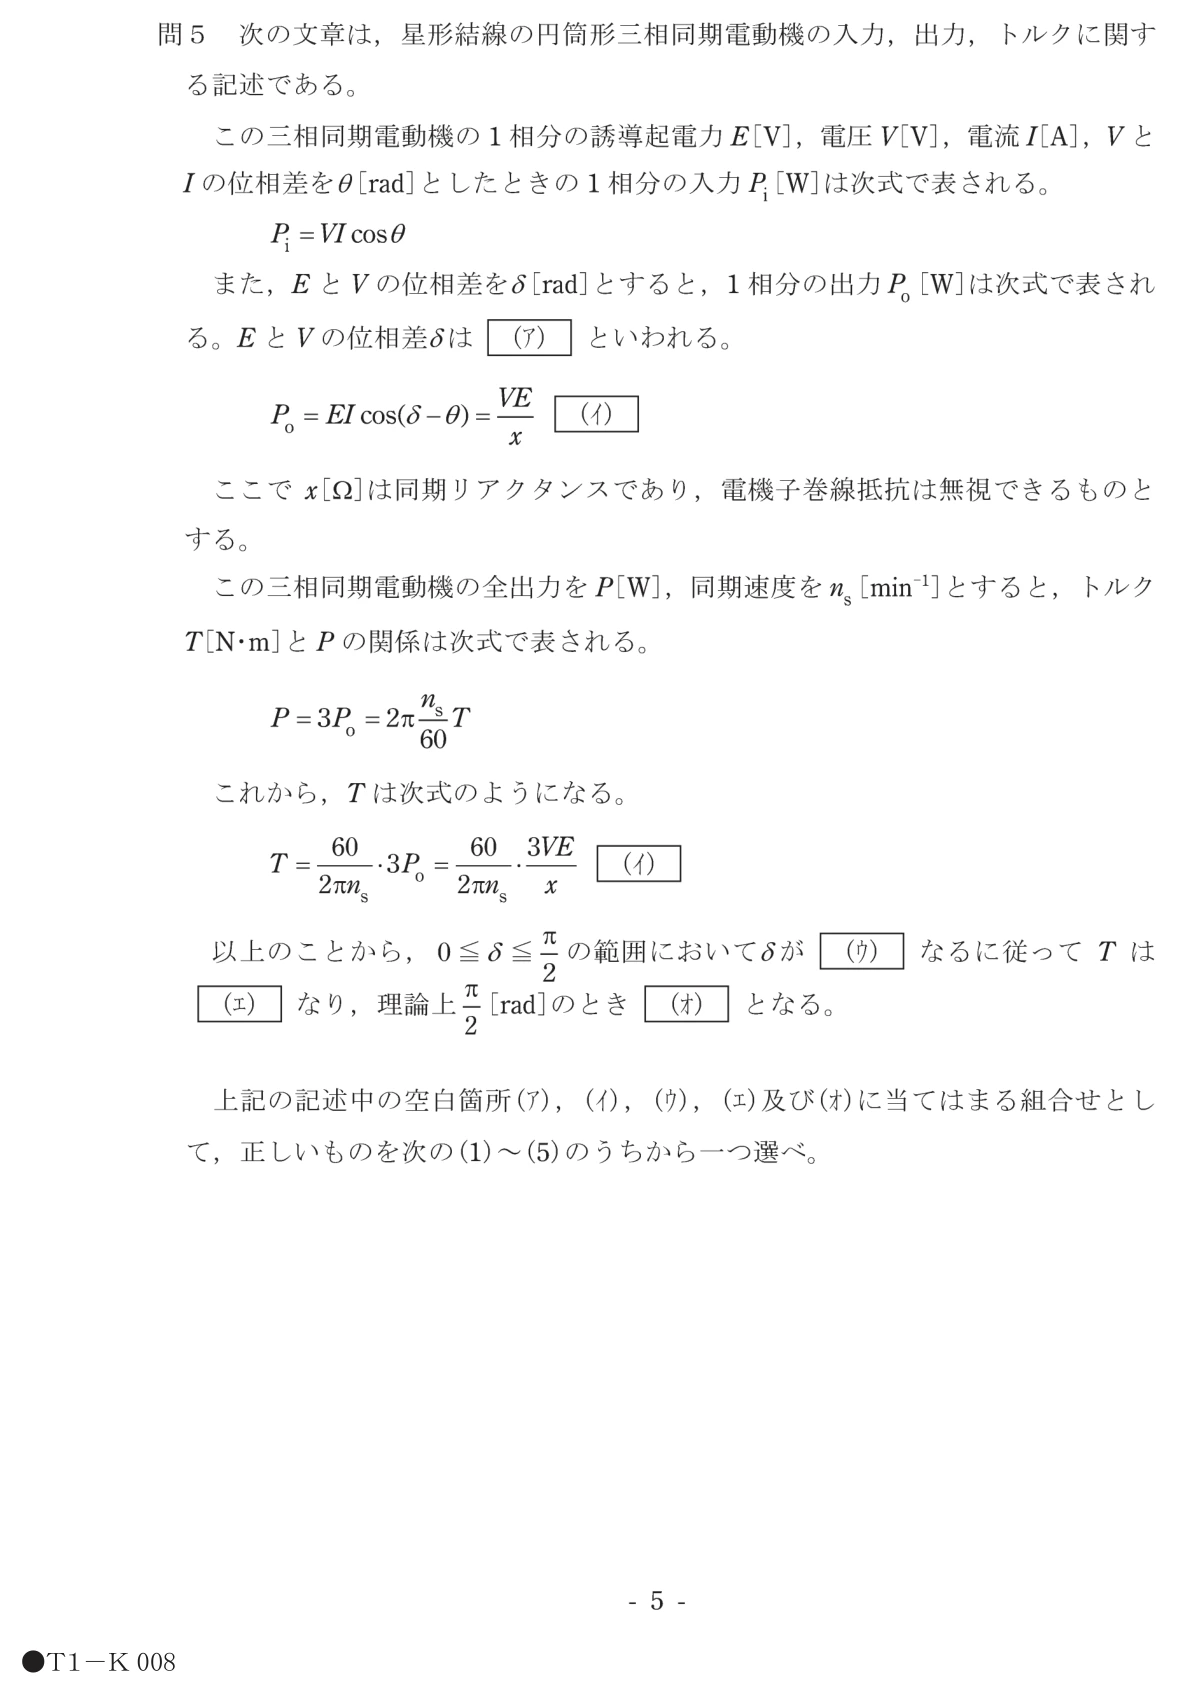 問5 次の文章は，星形結線の円筒形三相同期電動機の入力，出力，トルクに関す
る記述である。
この三相同期電動機の1相分の誘導起電力E[V]，電圧V[V]，電流I[A]，Vと
Iの位相差をθ[rad]としたときの1相分の入力P_i[W]は次式で表される。
P_i = VI cosθ
また，EとVの位相差をδ[rad]とすると，1相分の出力P_o[W]は次式で表され
る。EとVの位相差δは (ア) といわれる。
P_o = EI cos(δ−θ) = VE/x (イ)
ここで x[Ω]は同期リアクタンスであり，電機子巻線抵抗は無視できるものと
する。
この三相同期電動機の全出力をP[W]，同期速度をn_s[min⁻¹]とすると，トルク
T[N·m]とPの関係は次式で表される。
P = 3P_o = 2π n_s/60 T
これから，Tは次式のようになる。
T = 60/2πn_s · 3P_o = 60/2πn_s · 3VE/x (イ)
以上のことから，0≦δ≦π/2の範囲においてδが (ウ) なるに従って T は
(エ) なり，理論上π/2[rad]のとき (オ) となる。
上記の記述中の空白箇所(ア)，(イ)，(ウ)，(エ)及び(オ)に当てはまる組合せとし
て，正しいものを次の(1)～(5)のうちから一つ選べ。
- 5 -
●T1－K 008